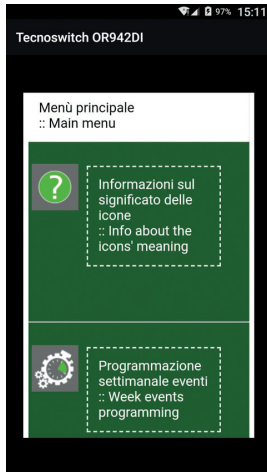 97% 15:11
Tecnoswitch OR942DI
Menù principale
:: Main menu
?
Informazioni sul
significato delle
icone
:: Info about the
icons' meaning
Programmazione
settimanale eventi
:: Week events
programming